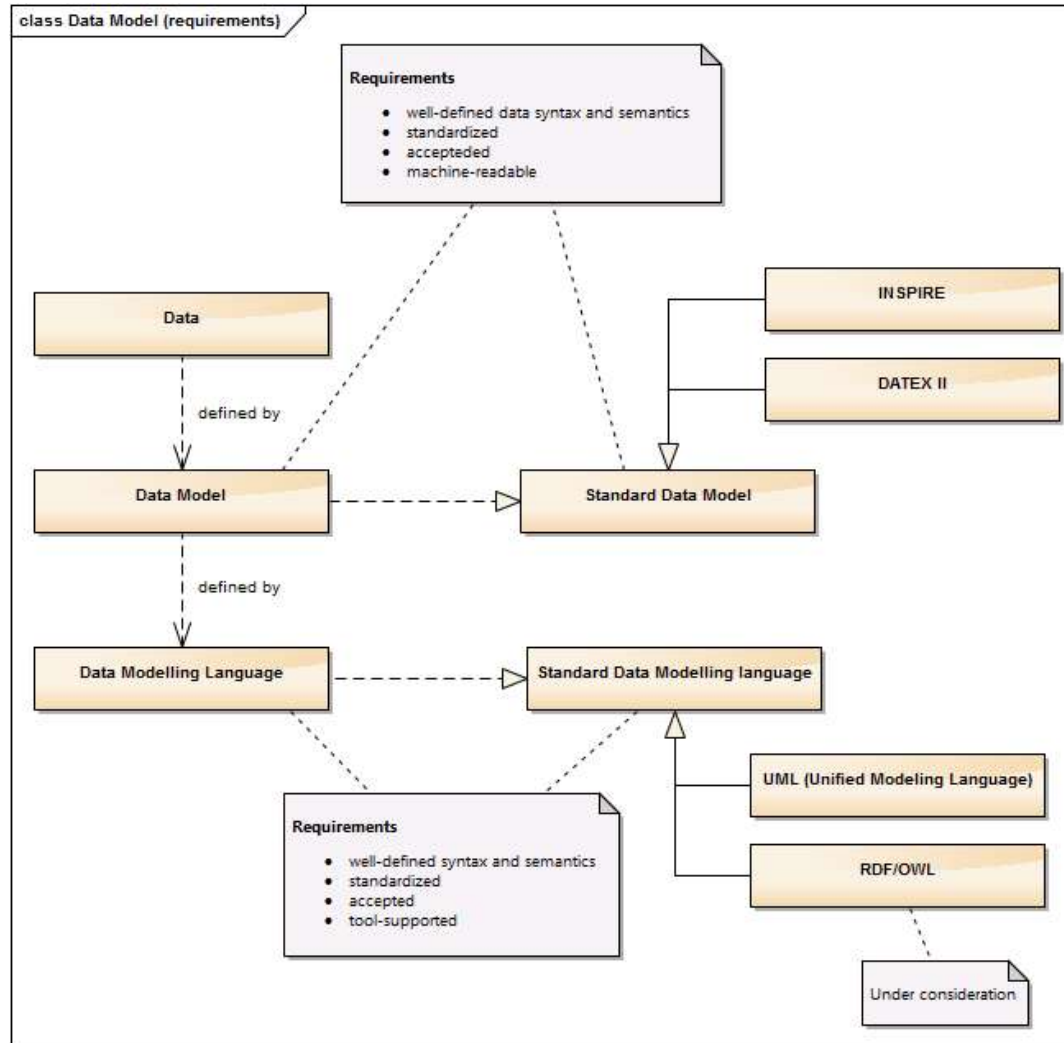 class Data Model (requirements)
Requirements
• well-defined data syntax and semantics
• standardized
• accepteded
• machine-readable
INSPIRE
Data
DATEX II
defined by
Data Model
Standard Data Model
defined by
Data Modelling Language
Standard Data Modelling language
UML (Unified Modeling Language)
Requirements
• well-defined syntax and semantics
• standardized
• accepted
• tool-supported
RDF/OWL
Under consideration